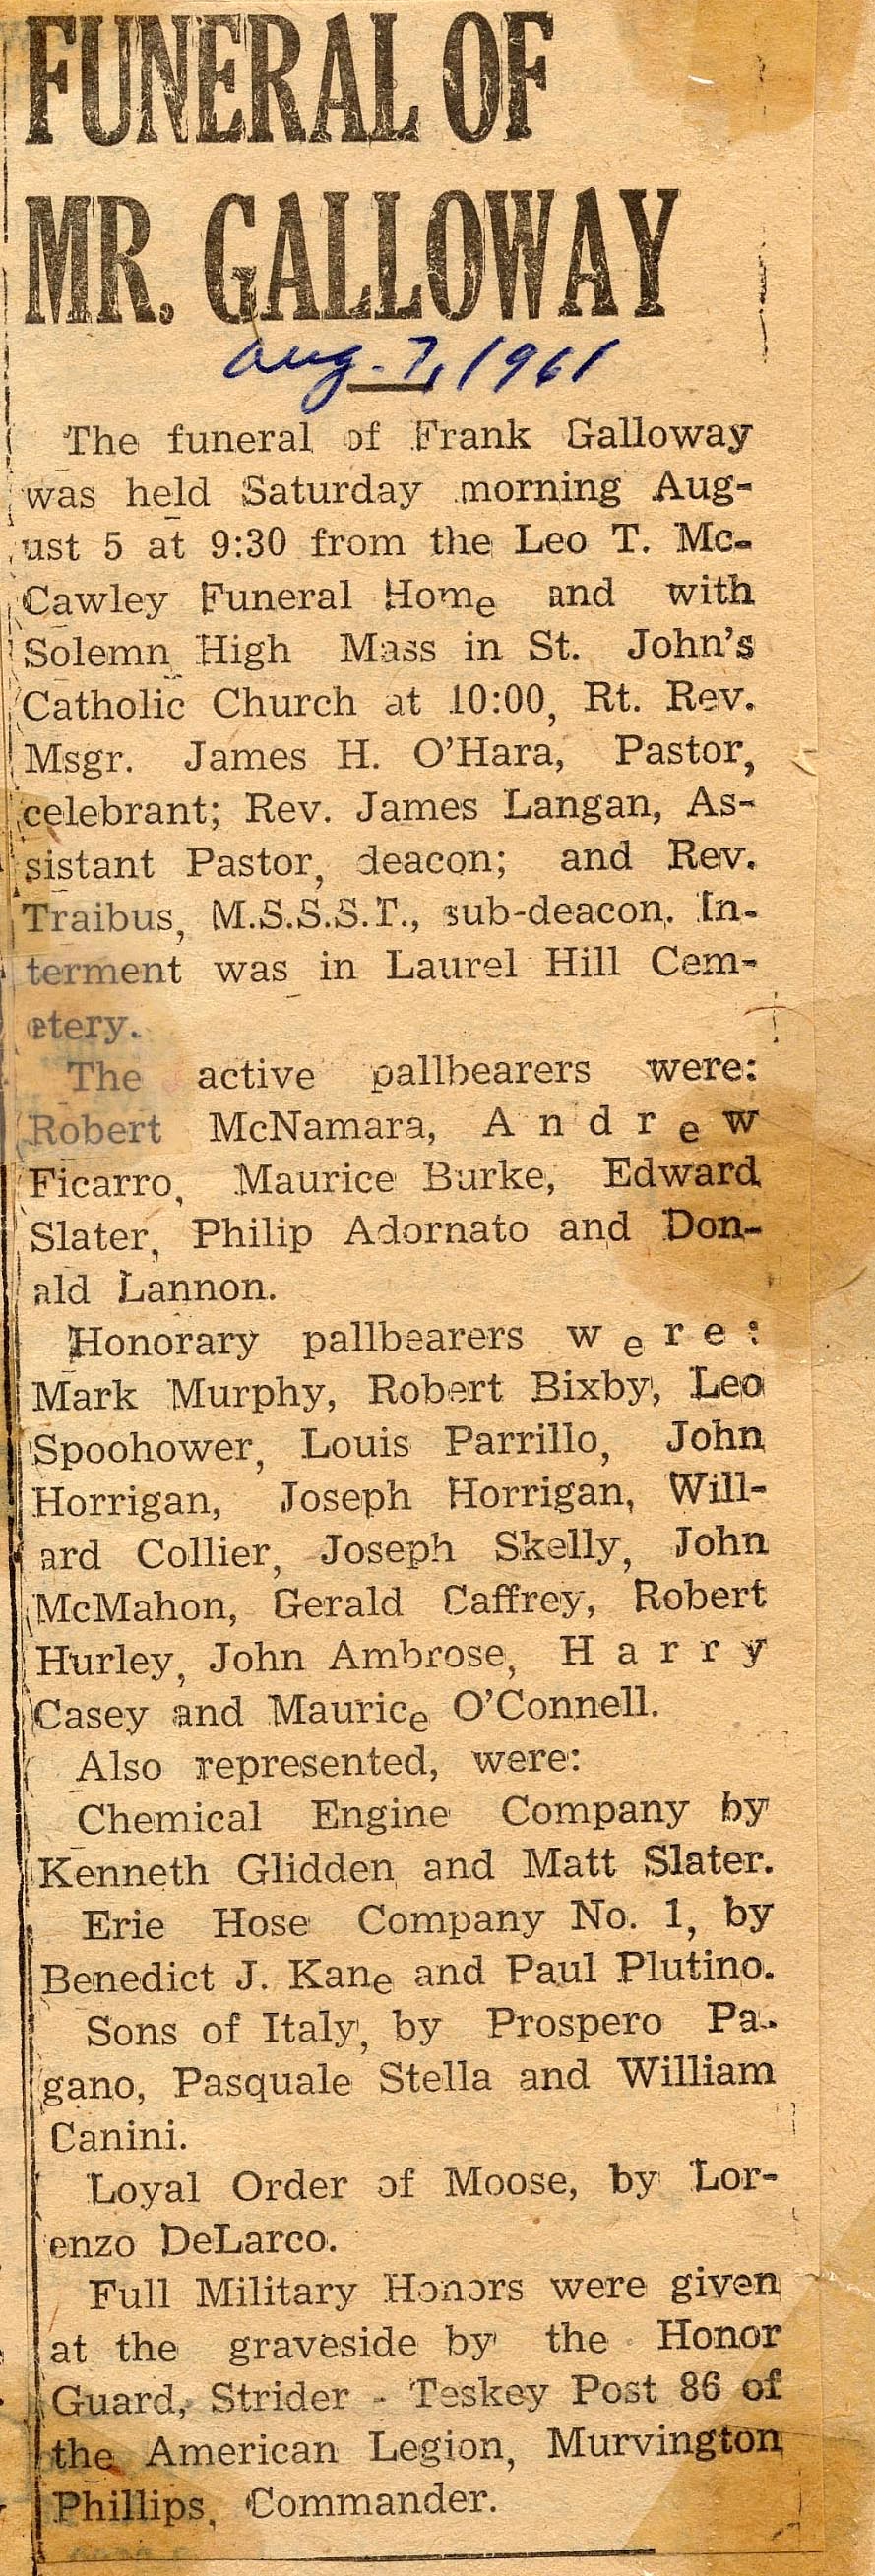 FUNERAL OF
MR. GALLOWAY
Aug. 7, 1961
The funeral of Frank Galloway
was held Saturday morning Aug-
ust 5 at 9:30 from the Leo T. Mc-
Cawley Funeral Home and with
Solemn High Mass in St. John's
Catholic Church at 10:00, Rt. Rev.
Msgr. James H. O'Hara, Pastor,
celebrant; Rev. James Langan, As-
sistant Pastor, deacon; and Rev.
Traibus, M.S.S.S.T., sub-deacon. In-
terment was in Laurel Hill Cem-
etery.
The active pallbearers were:
Robert McNamara, Andrew
Ficarro, Maurice Burke, Edward
Slater, Philip Adornato and Don-
ald Lannon.
Honorary pallbearers were:
Mark Murphy, Robert Bixby, Leo
Spoohower, Louis Parrillo, John
Horrigan, Joseph Horrigan, Will-
ard Collier, Joseph Skelly, John
McMahon, Gerald Caffrey, Robert
Hurley, John Ambrose, Harry
Casey and Maurice O'Connell.
Also represented, were:
Chemical Engine Company by
Kenneth Glidden and Matt Slater.
Erie Hose Company No. 1, by
Benedict J. Kane and Paul Plutino.
Sons of Italy, by Prospero Pa-
gano, Pasquale Stella and William
Canini.
Loyal Order of Moose, by Lor-
enzo DeLarco.
Full Military Honors were given
at the graveside by the Honor
Guard, Strider - Teskey Post 86 of
the American Legion, Murvington
Phillips, Commander.